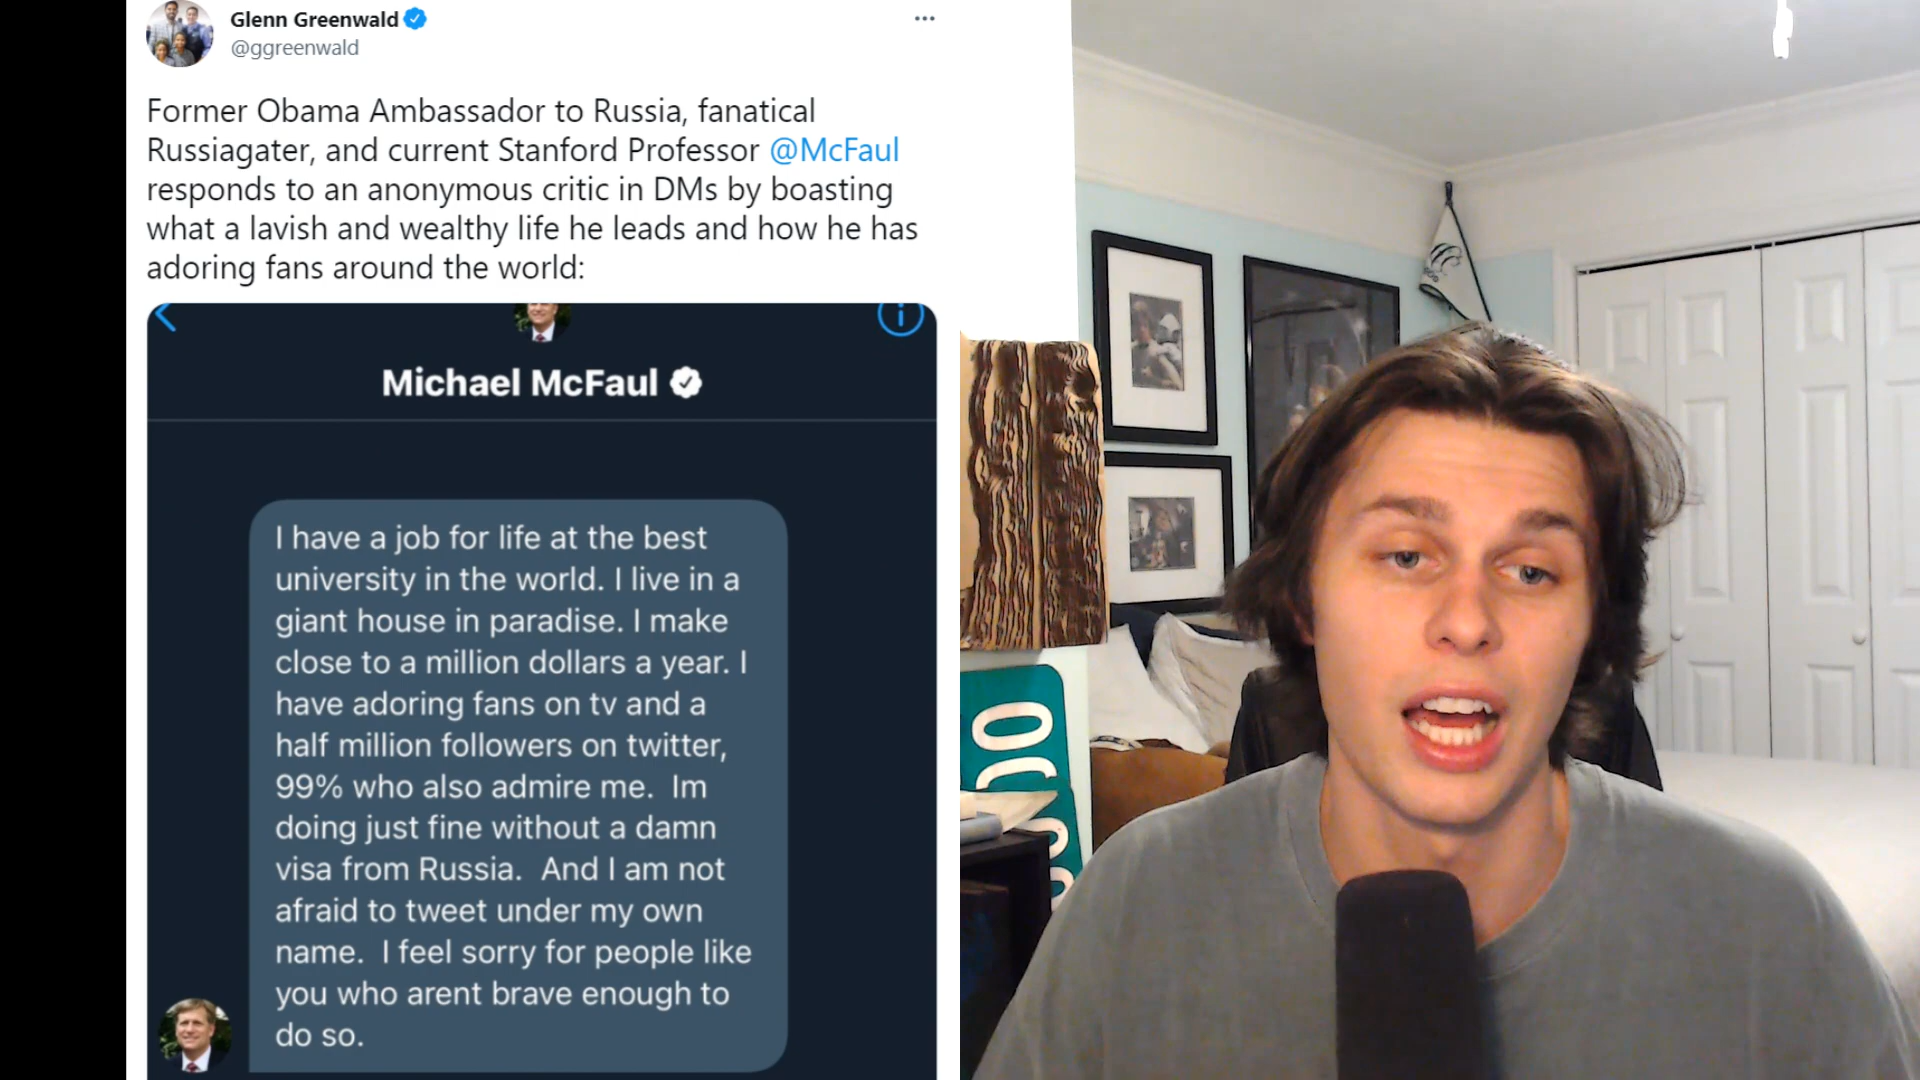 Glenn Greenwald
@ggreenwald
Former Obama Ambassador to Russia, fanatical
Russiagater, and current Stanford Professor @McFaul
responds to an anonymous critic in DMs by boasting
what a lavish and wealthy life he leads and how he has
adoring fans around the world:
Michael McFaul
I have a job for life at the best
university in the world. I live in a
giant house in paradise. I make
close to a million dollars a year. I
have adoring fans on tv and a
half million followers on twitter,
99% who also admire me.  Im
doing just fine without a damn
visa from Russia.  And I am not
afraid to tweet under my own
name.  I feel sorry for people like
you who arent brave enough to
do so.